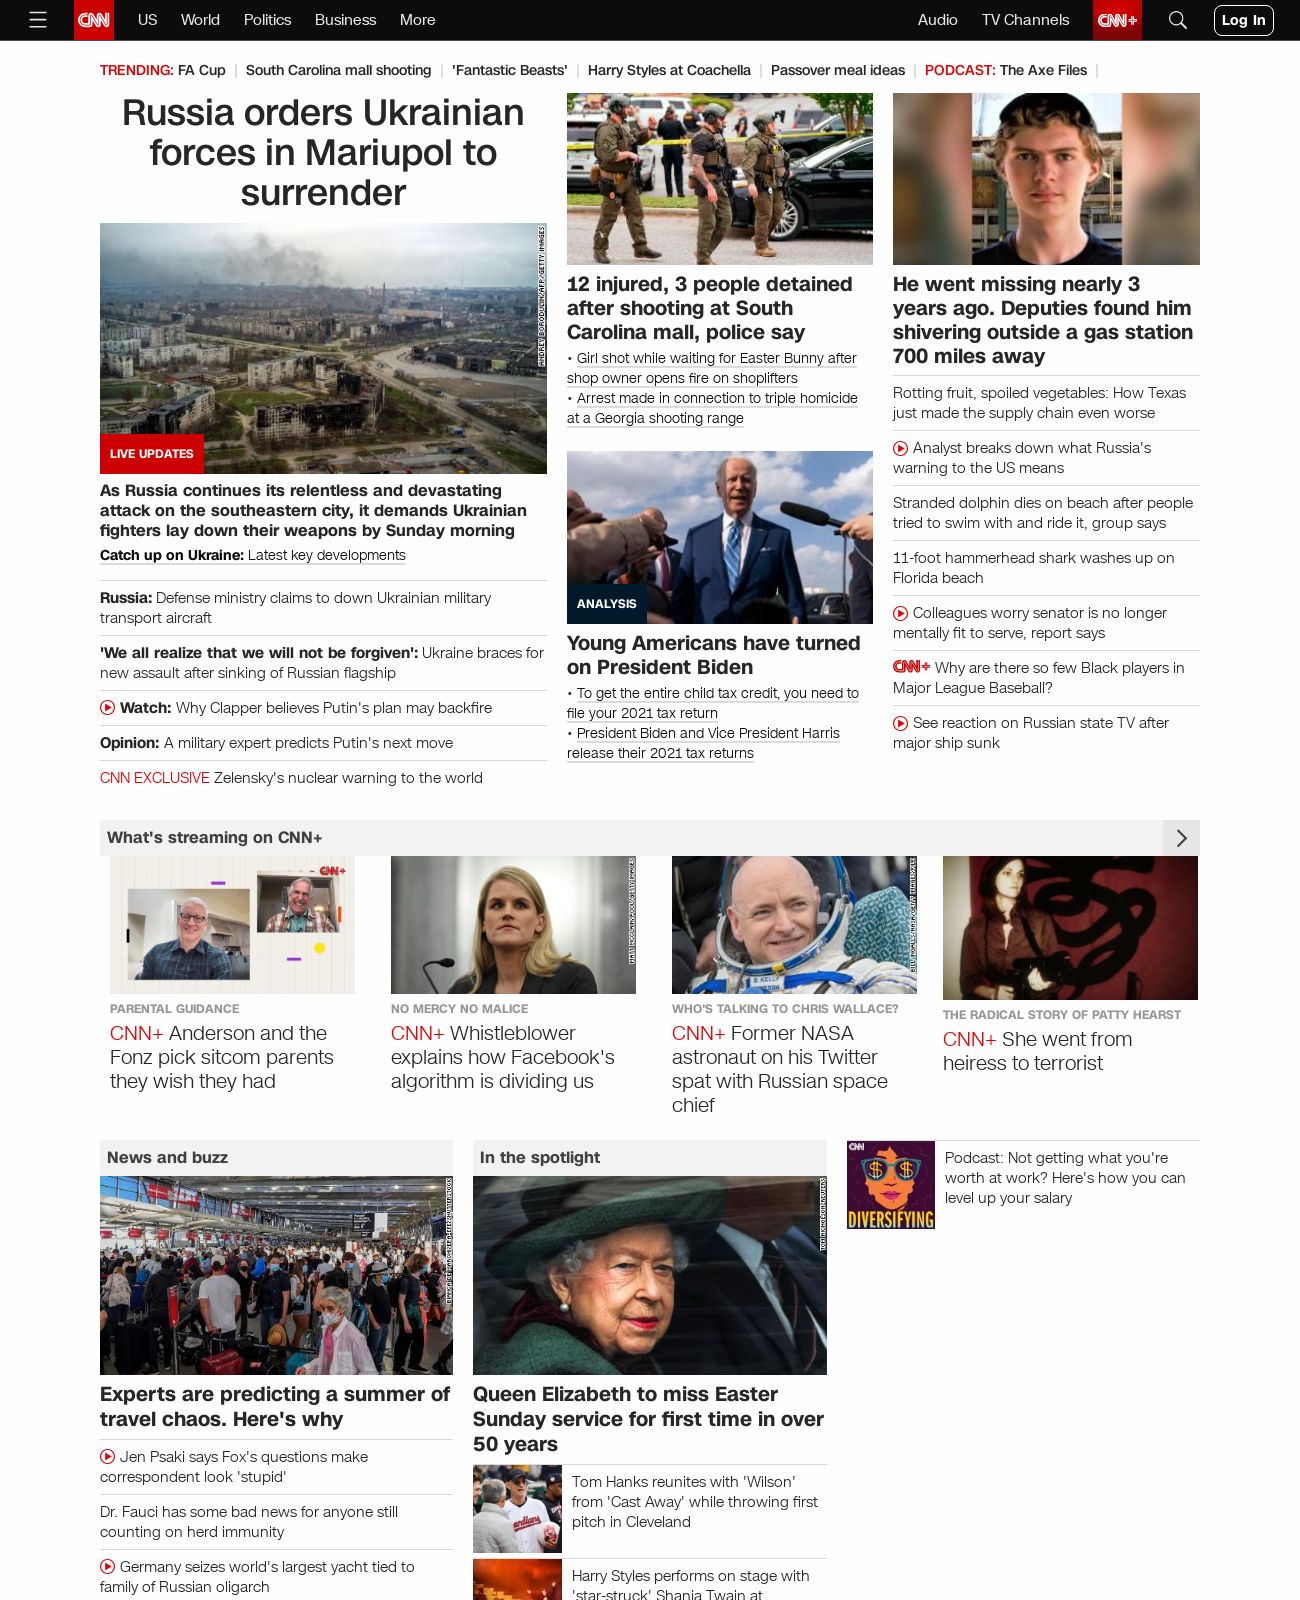 CNN
US
World
Politics
Business
More
Audio
TV Channels
CNN+
Log In
TRENDING: FA Cup
South Carolina mall shooting
'Fantastic Beasts'
Harry Styles at Coachella
Passover meal ideas
PODCAST: The Axe Files
Russia orders Ukrainian
forces in Mariupol to
surrender
ANDREY BORODULIN/AFP/GETTY IMAGES
LIVE UPDATES
As Russia continues its relentless and devastating
attack on the southeastern city, it demands Ukrainian
fighters lay down their weapons by Sunday morning
Catch up on Ukraine: Latest key developments
Russia: Defense ministry claims to down Ukrainian military
transport aircraft
'We all realize that we will not be forgiven': Ukraine braces for
new assault after sinking of Russian flagship
Watch: Why Clapper believes Putin's plan may backfire
Opinion: A military expert predicts Putin's next move
CNN EXCLUSIVE Zelensky's nuclear warning to the world
12 injured, 3 people detained
after shooting at South
Carolina mall, police say
• Girl shot while waiting for Easter Bunny after
shop owner opens fire on shoplifters
• Arrest made in connection to triple homicide
at a Georgia shooting range
ANALYSIS
Young Americans have turned
on President Biden
• To get the entire child tax credit, you need to
file your 2021 tax return
• President Biden and Vice President Harris
release their 2021 tax returns
He went missing nearly 3
years ago. Deputies found him
shivering outside a gas station
700 miles away
Rotting fruit, spoiled vegetables: How Texas
just made the supply chain even worse
Analyst breaks down what Russia's
warning to the US means
Stranded dolphin dies on beach after people
tried to swim with and ride it, group says
11-foot hammerhead shark washes up on
Florida beach
Colleagues worry senator is no longer
mentally fit to serve, report says
CNN+ Why are there so few Black players in
Major League Baseball?
See reaction on Russian state TV after
major ship sunk
What's streaming on CNN+
CNN+
PARENTAL GUIDANCE
CNN+ Anderson and the
Fonz pick sitcom parents
they wish they had
NO MERCY NO MALICE
CNN+ Whistleblower
explains how Facebook's
algorithm is dividing us
S. KELLY
WHO'S TALKING TO CHRIS WALLACE?
CNN+ Former NASA
astronaut on his Twitter
spat with Russian space
chief
THE RADICAL STORY OF PATTY HEARST
CNN+ She went from
heiress to terrorist
News and buzz
Experts are predicting a summer of
travel chaos. Here's why
Jen Psaki says Fox's questions make
correspondent look 'stupid'
Dr. Fauci has some bad news for anyone still
counting on herd immunity
Germany seizes world's largest yacht tied to
family of Russian oligarch
In the spotlight
Queen Elizabeth to miss Easter
Sunday service for first time in over
50 years
Tom Hanks reunites with 'Wilson'
from 'Cast Away' while throwing first
pitch in Cleveland
Harry Styles performs on stage with
'star-struck' Shania Twain at
CNN
DIVERSIFYING
Podcast: Not getting what you're
worth at work? Here's how you can
level up your salary